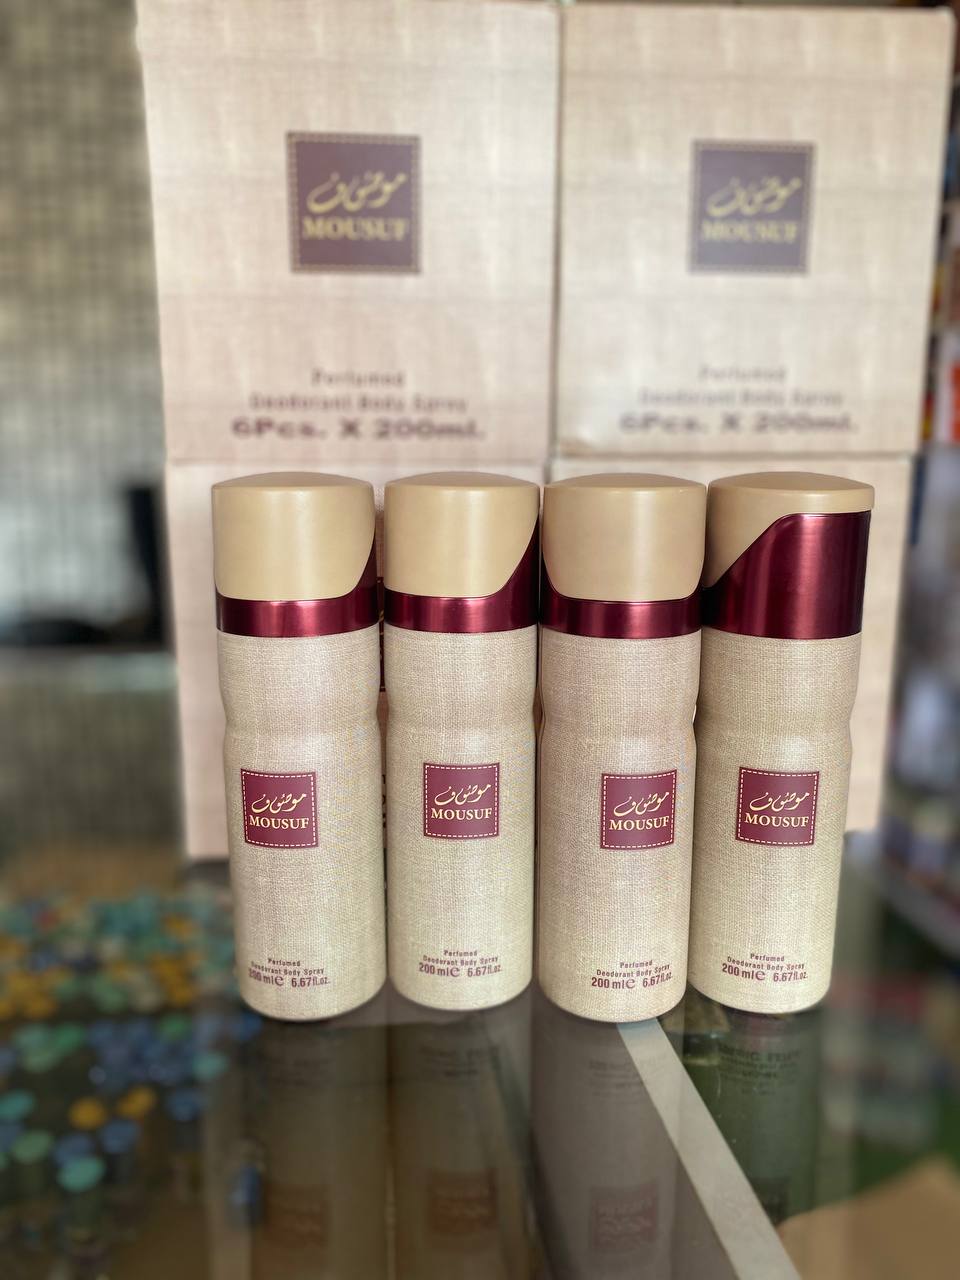 موصوف
MOUSUF
Perfumed
Deodorant Body Spray
6Pcs. X 200ml.
موصوف
MOUSUF
Perfumed
Deodorant Body Spray
6Pcs. X 200ml.
موصوف
MOUSUF
Perfumed
Deodorant Body Spray
200 ml e 6.67fl.oz.
موصوف
MOUSUF
Perfumed
Deodorant Body Spray
200 ml e 6.67fl.oz.
موصوف
MOUSUF
Perfumed
Deodorant Body Spray
200 ml e 6.67fl.oz.
موصوف
MOUSUF
Perfumed
Deodorant Body Spray
200 ml e 6.67fl.oz.